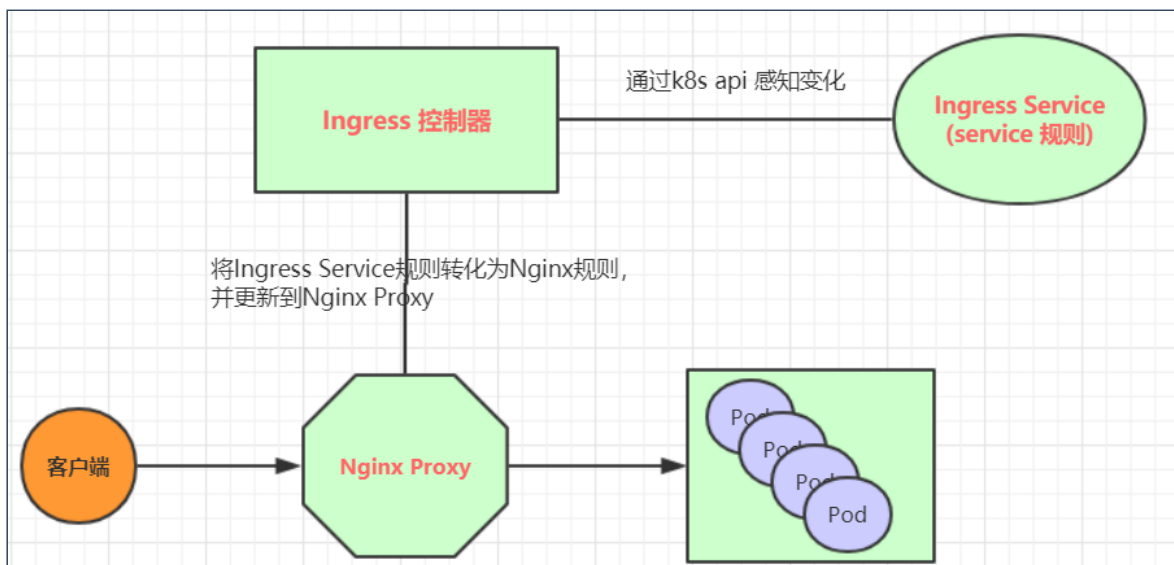 通过k8s api 感知变化
Ingress 控制器
Ingress Service
(service 规则)
将Ingress Service规则转化为Nginx规则，
并更新到Nginx Proxy
客户端
Nginx Proxy
Pod
Pod
Pod
Pod